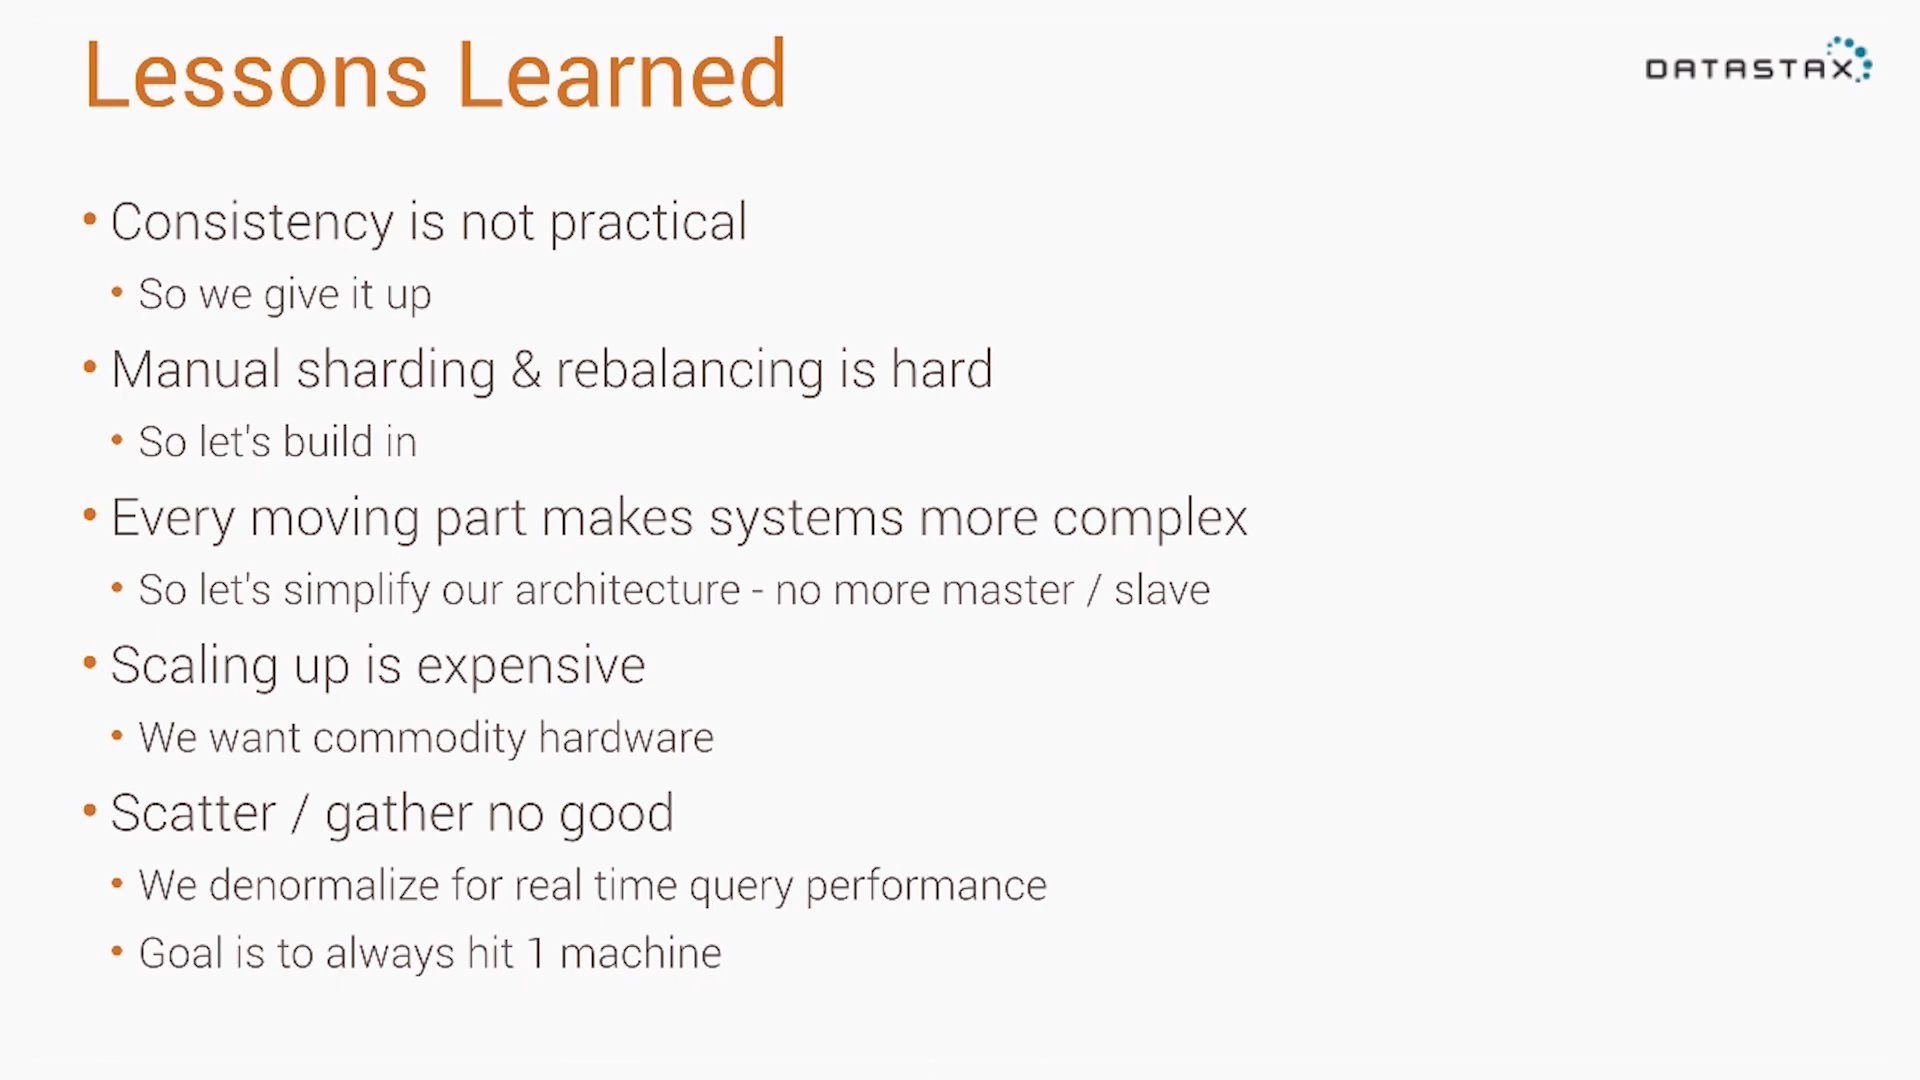 Lessons Learned
DATASTAX
• Consistency is not practical
• So we give it up
• Manual sharding & rebalancing is hard
• So let's build in
• Every moving part makes systems more complex
• So let's simplify our architecture - no more master / slave
• Scaling up is expensive
• We want commodity hardware
• Scatter / gather no good
• We denormalize for real time query performance
• Goal is to always hit 1 machine